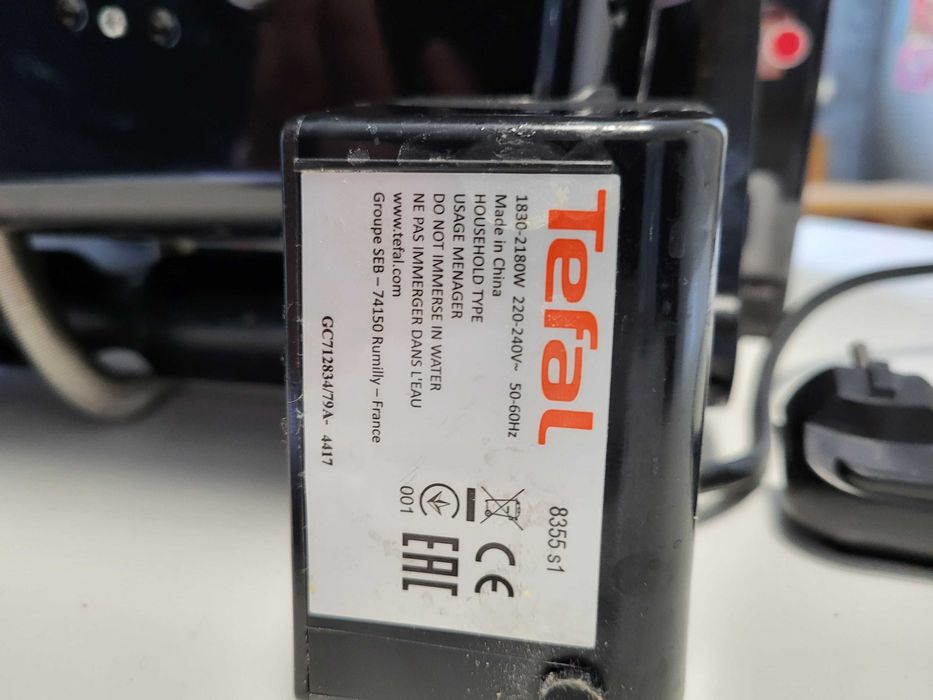 Tefal
8355 s1
1830-2180W 220-240V~ 50-60Hz
Made in China
HOUSEHOLD TYPE
USAGE MENAGER
DO NOT IMMERSE IN WATER
NE PAS IMMERGER DANS L'EAU
www.tefal.com
Groupe SEB – 74150 Rumilly – France
GC712834/79A- 4417
CE
001
EAC